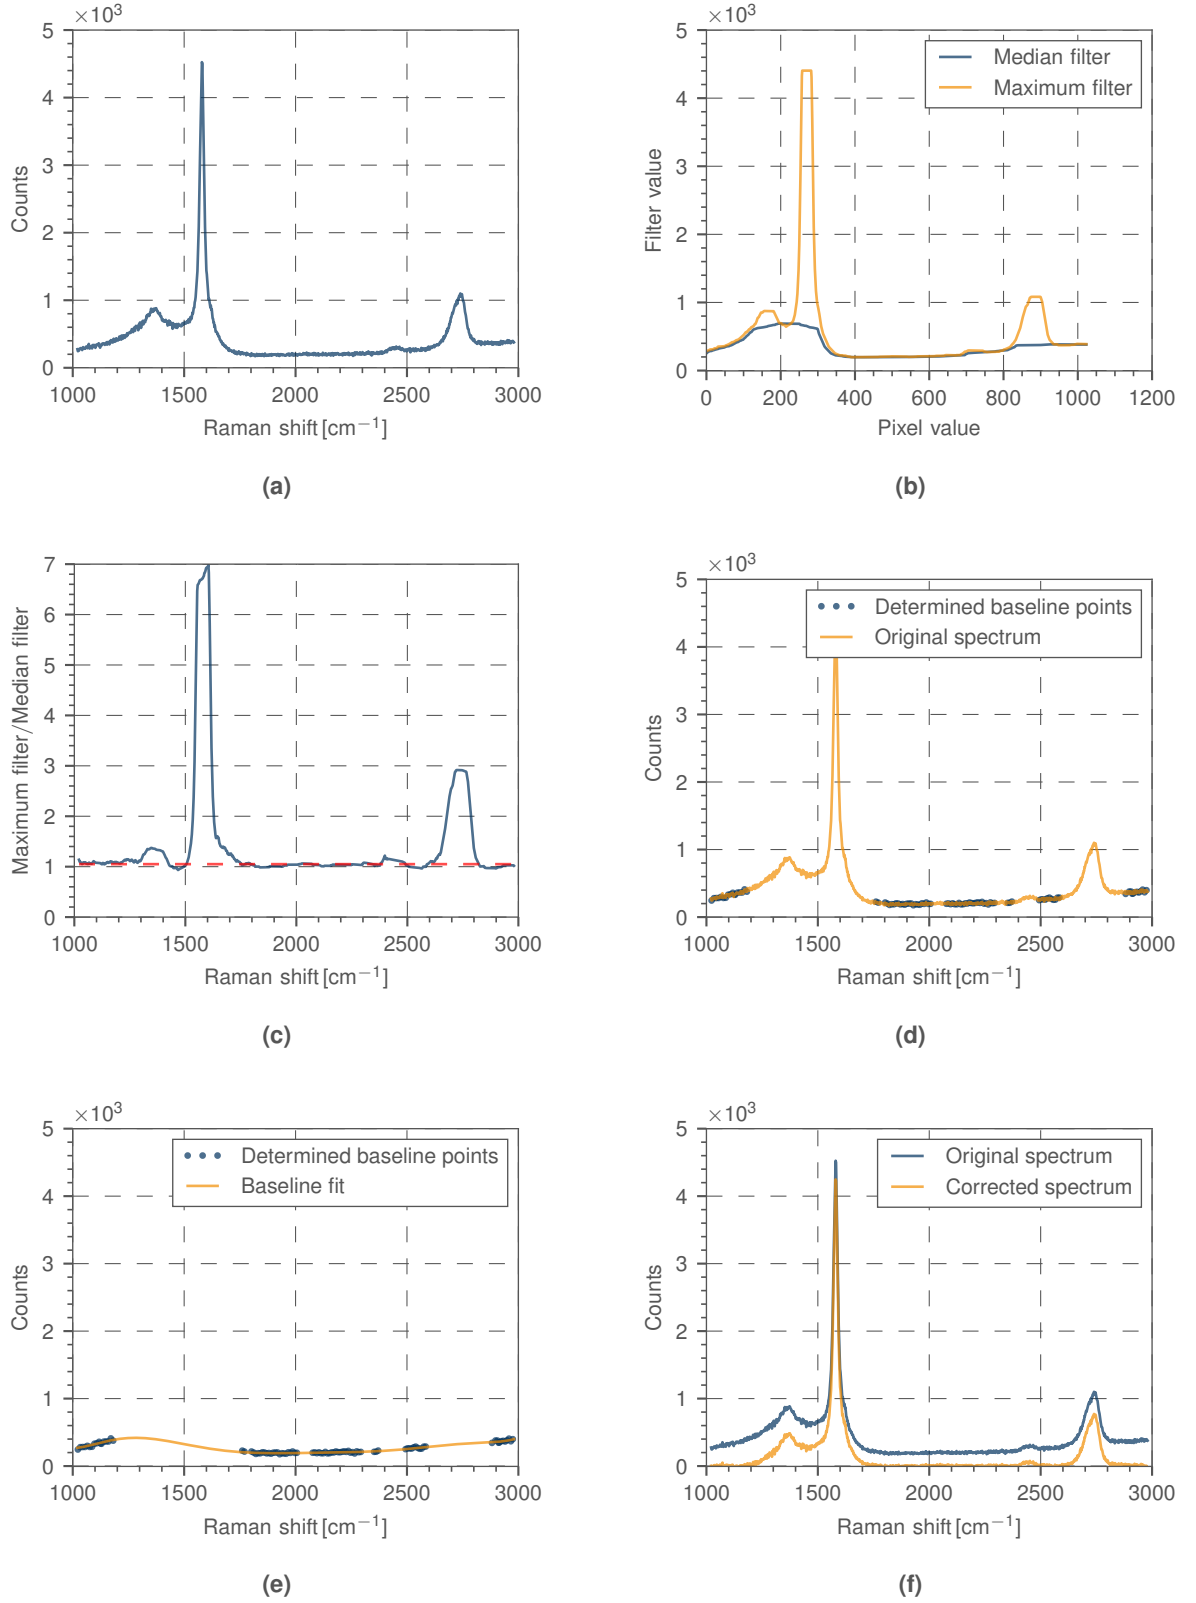 ×10³
5
4
3
2
1
0
1000 1500 2000 2500 3000
Counts
Raman shift [cm⁻¹]
(a)
×10³
5
4
3
2
1
0
0 200 400 600 800 1000 1200
Filter value
Pixel value
Median filter
Maximum filter
(b)
7
6
5
4
3
2
1
0
1000 1500 2000 2500 3000
Maximum filter/Median filter
Raman shift [cm⁻¹]
(c)
×10³
5
4
3
2
1
0
1000 1500 2000 2500 3000
Counts
Raman shift [cm⁻¹]
Determined baseline points
Original spectrum
(d)
×10³
5
4
3
2
1
0
1000 1500 2000 2500 3000
Counts
Raman shift [cm⁻¹]
Determined baseline points
Baseline fit
(e)
×10³
5
4
3
2
1
0
1000 1500 2000 2500 3000
Counts
Raman shift [cm⁻¹]
Original spectrum
Corrected spectrum
(f)